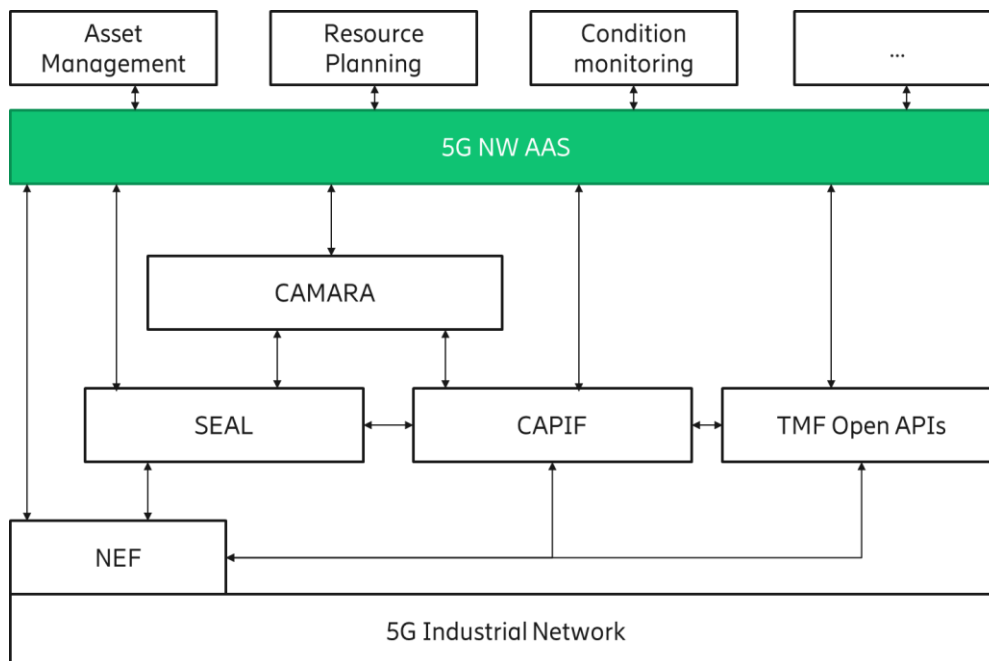 Asset
Management
Resource
Planning
Condition
monitoring
...
5G NW AAS
CAMARA
SEAL
CAPIF
TMF Open APIs
NEF
5G Industrial Network